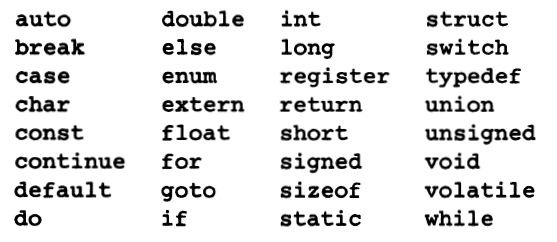 auto double int struct
break else long switch
case enum register typedef
char extern return union
const float short unsigned
continue for signed void
default goto sizeof volatile
do if static while